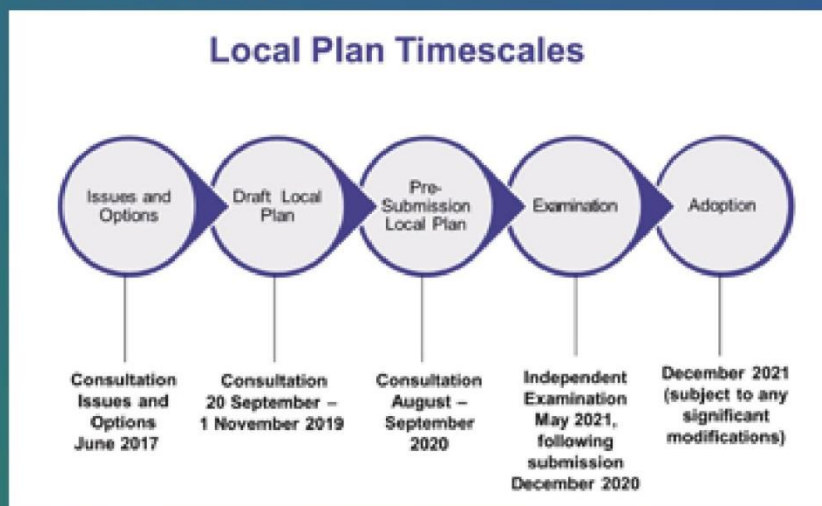 Local Plan Timescales
Issues and
Options
Draft Local
Plan
Pre-
Submission
Local Plan
Examination
Adoption
Consultation
Issues and
Options
June 2017
Consultation
20 September –
1 November 2019
Consultation
August –
September
2020
Independent
Examination
May 2021,
following
submission
December 2020
December 2021
(subject to any
significant
modifications)